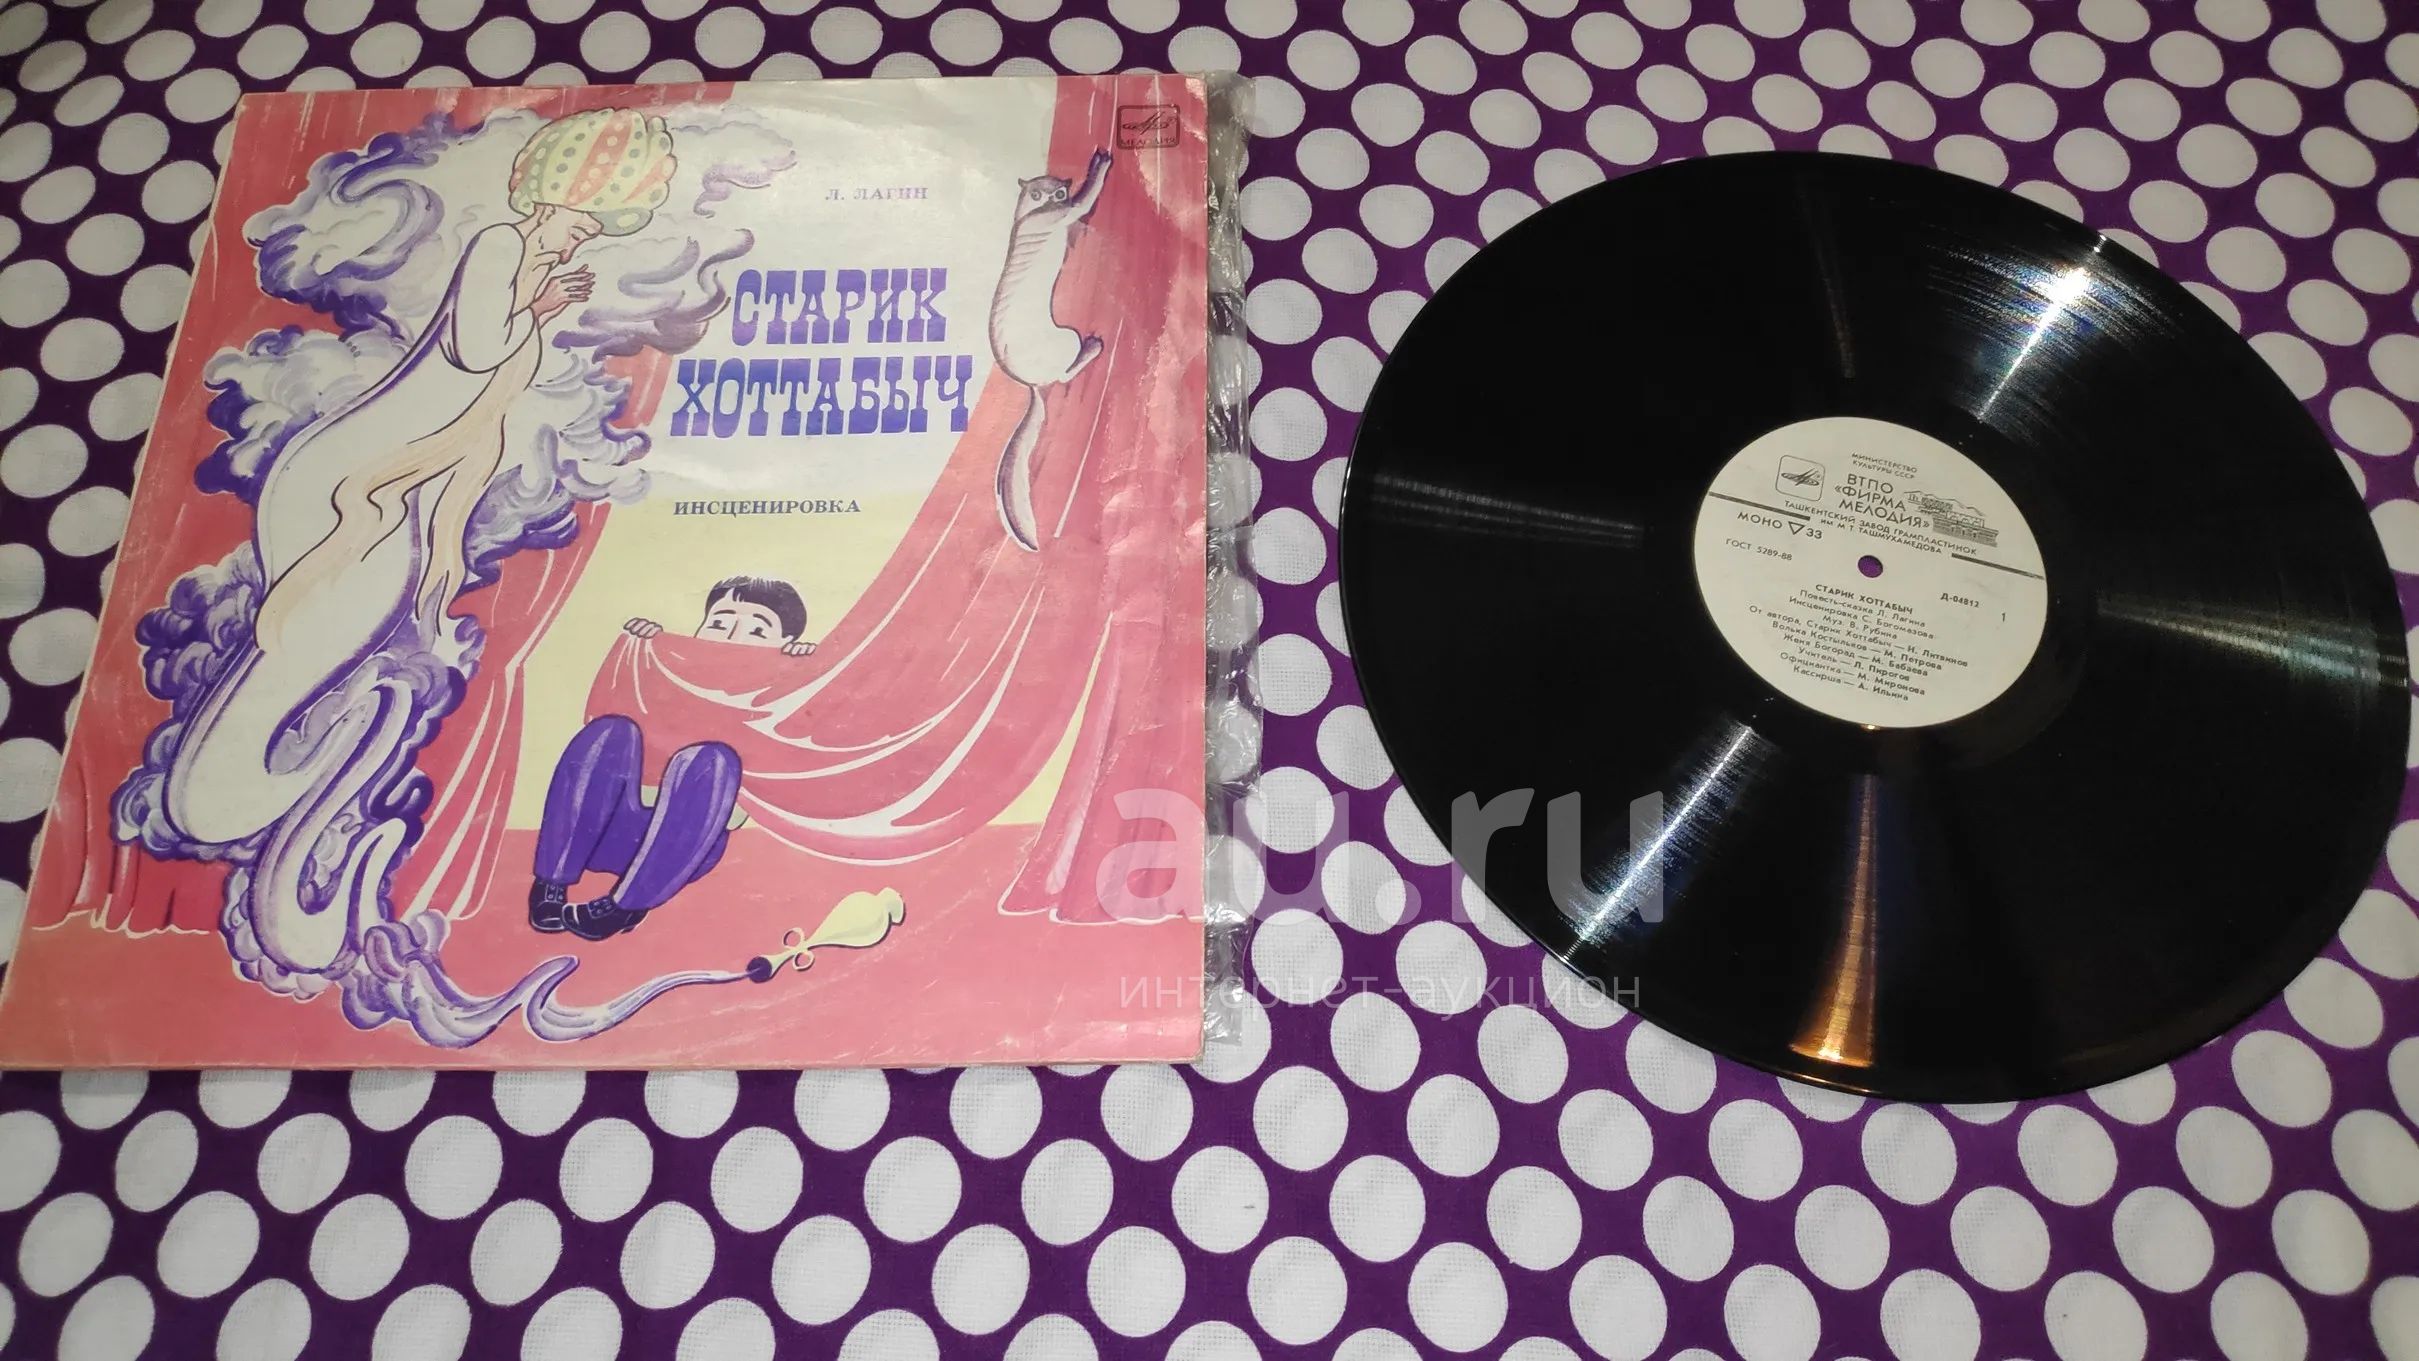 МЕЛОДИЯ
Л. ЛАГИН
СТАРИК
ХОТТАБЫЧ
ИНСЦЕНИРОВКА
МИНИСТЕРСТВО
КУЛЬТУРЫ СССР
ВТПО
«ФИРМА
МЕЛОДИЯ»
ТАШКЕНТСКИЙ ЗАВОД ГРАМПЛАСТИНОК
ИМ М Т ТАШМУХАМЕДОВА
МОНО 33
ГОСТ 5289-88
Д-04812
1
СТАРИК ХОТТАБЫЧ
Повесть-сказка Л. Лагина
Инсценировка С. Богомазова
Муз. В. Рубина
От автора, Старик Хоттабыч — И. Литвинов
Волька Костыльков — М. Петрова
Женя Богорад — М. Бабаева
Учитель — Л. Пирогов
Официантка — М. Миронова
Кассирша — А. Ильина
au.ru
интернет-аукцион